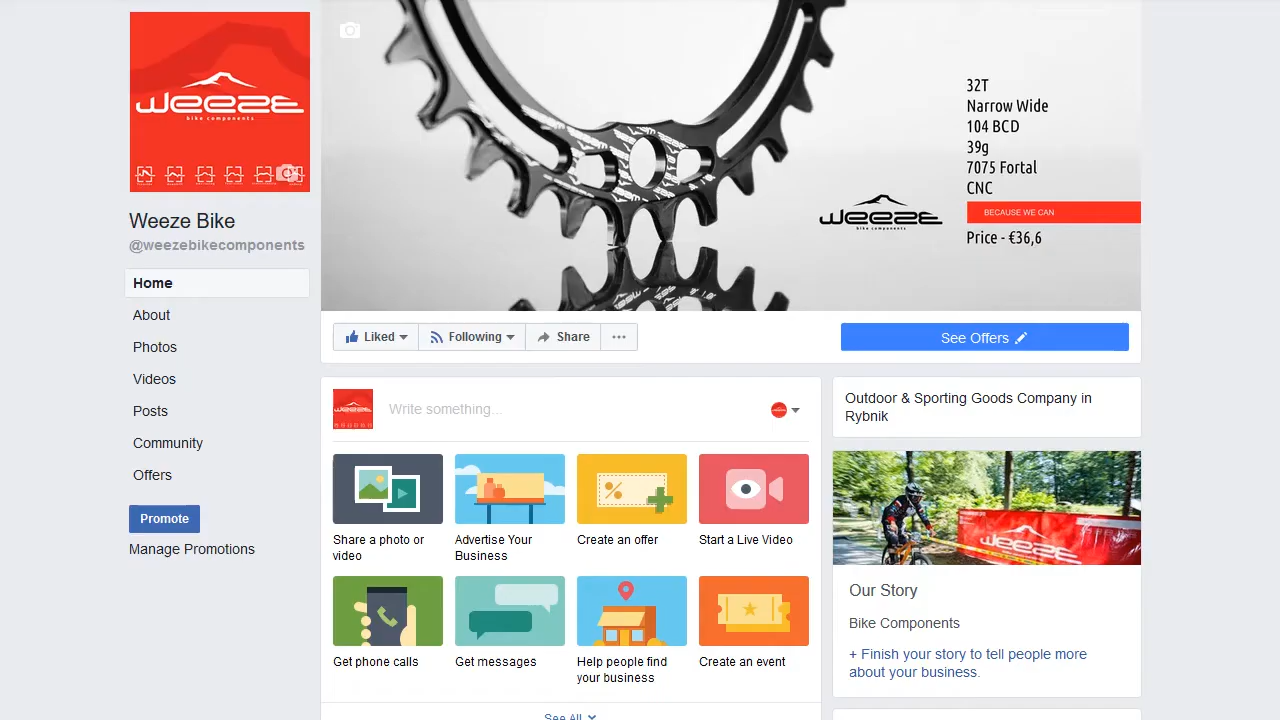 weeze
bike components
Weeze Bike
@weezebikecomponents
Home
About
Photos
Videos
Posts
Community
Offers
Promote
Manage Promotions
32T
Narrow Wide
104 BCD
39g
7075 Fortal
CNC
BECAUSE WE CAN
Price - €36,6
weeze
bike components
Liked
Following
Share
See Offers
Write something...
Share a photo or
video
Advertise Your
Business
Create an offer
Start a Live Video
Get phone calls
Get messages
Help people find
your business
Create an event
See All
Outdoor & Sporting Goods Company in
Rybnik
weeze
Our Story
Bike Components
+ Finish your story to tell people more
about your business.